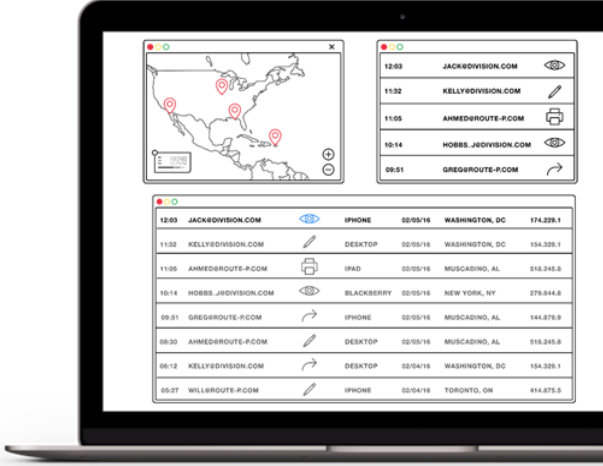 12:03 JACK@DIVISION.COM
11:32 KELLY@DIVISION.COM
11:05 AHMED@ROUTE-P.COM
10:14 HOBBS.J@DIVISION.COM
09:51 GREG@ROUTE-P.COM
12:03 JACK@DIVISION.COM IPHONE 02/05/16 WASHINGTON, DC 174.229.1
11:32 KELLY@DIVISION.COM DESKTOP 02/05/16 WASHINGTON, DC 154.329.1
11:05 AHMED@ROUTE-P.COM IPAD 02/05/16 MUSCADINO, AL 518.245.8
10:14 HOBBS.J@DIVISION.COM BLACKBERRY 02/05/16 NEW YORK, NY 279.644.8
09:51 GREG@ROUTE-P.COM IPHONE 02/05/16 MUSCADINO, AL 144.879.9
08:30 AHMED@ROUTE-P.COM DESKTOP 02/05/16 MUSCADINO, AL 518.245.8
06:12 KELLY@DIVISION.COM DESKTOP 02/04/16 WASHINGTON, DC 154.329.1
05:27 WILL@ROUTE-P.COM IPHONE 02/04/16 TORONTO, ON 414.875.5